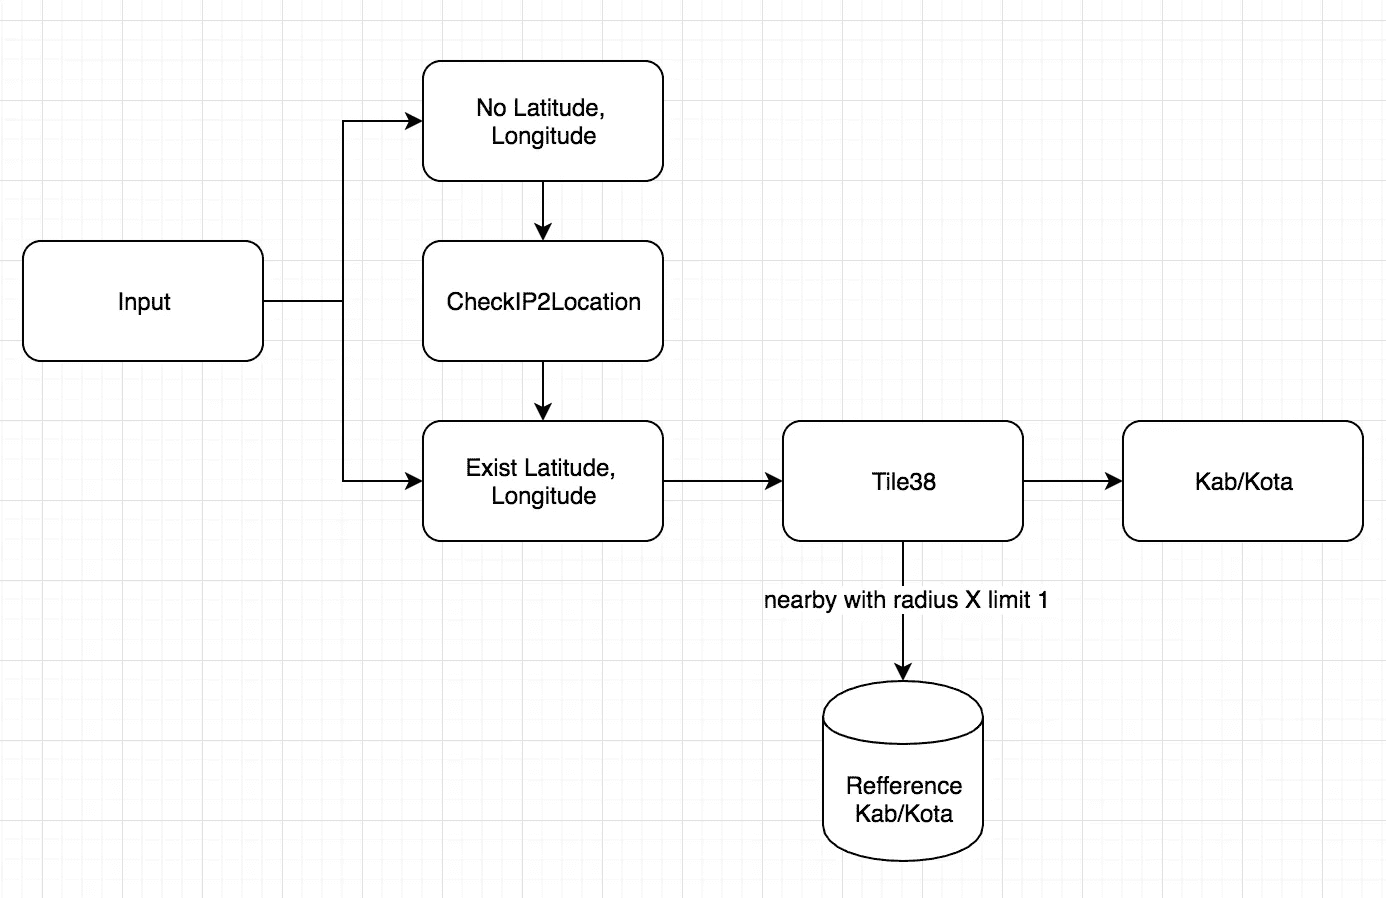 No Latitude,
Longitude
Input
CheckIP2Location
Exist Latitude,
Longitude
Tile38
Kab/Kota
nearby with radius X limit 1
Refference
Kab/Kota